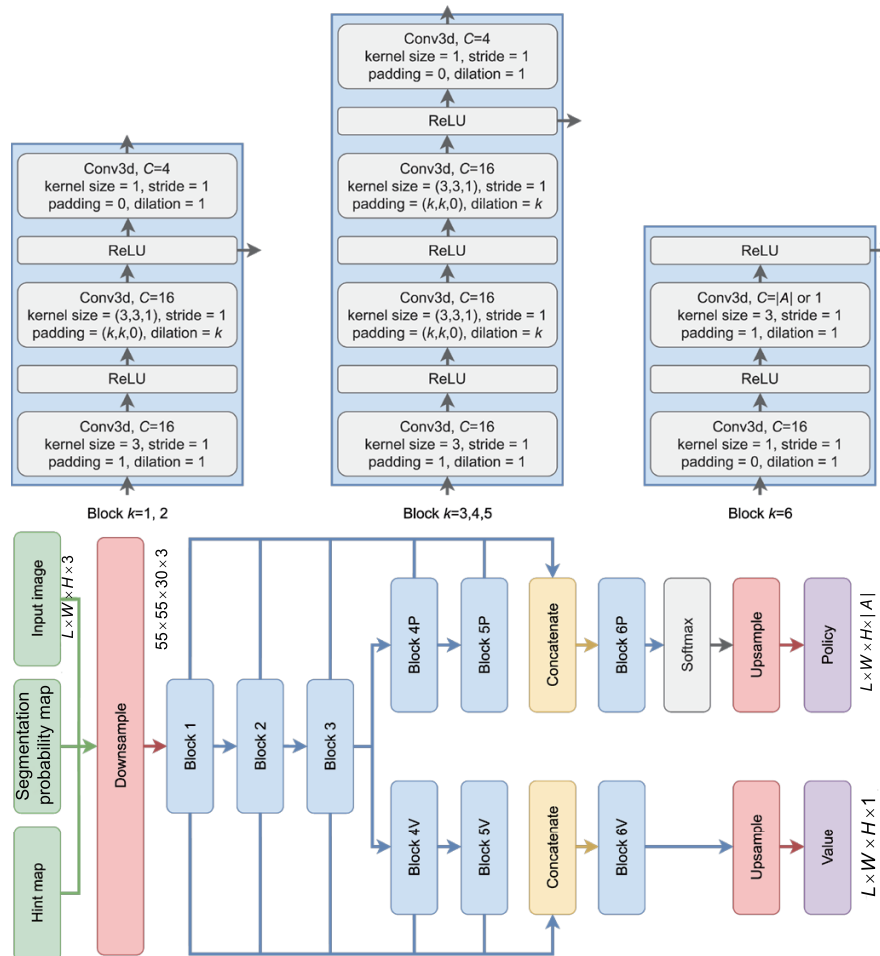 Conv3d, C=4
kernel size = 1, stride = 1
padding = 0, dilation = 1
ReLU
Conv3d, C=16
kernel size = (3,3,1), stride = 1
padding = (k,k,0), dilation = k
ReLU
Conv3d, C=16
kernel size = 3, stride = 1
padding = 1, dilation = 1
Block k=1, 2
Conv3d, C=4
kernel size = 1, stride = 1
padding = 0, dilation = 1
ReLU
Conv3d, C=16
kernel size = (3,3,1), stride = 1
padding = (k,k,0), dilation = k
ReLU
Conv3d, C=16
kernel size = (3,3,1), stride = 1
padding = (k,k,0), dilation = k
ReLU
Conv3d, C=16
kernel size = 3, stride = 1
padding = 1, dilation = 1
Block k=3,4,5
ReLU
Conv3d, C=|A| or 1
kernel size = 3, stride = 1
padding = 1, dilation = 1
ReLU
Conv3d, C=16
kernel size = 1, stride = 1
padding = 0, dilation = 1
Block k=6
Input image
Segmentation
probability map
Hint map
L×W×H×3
Downsample
55×55×30×3
Block 1
Block 2
Block 3
Block 4P
Block 5P
Concatenate
Block 6P
Softmax
Upsample
Policy
L×W×H×|A|
Block 4V
Block 5V
Concatenate
Block 6V
Upsample
Value
L×W×H×1